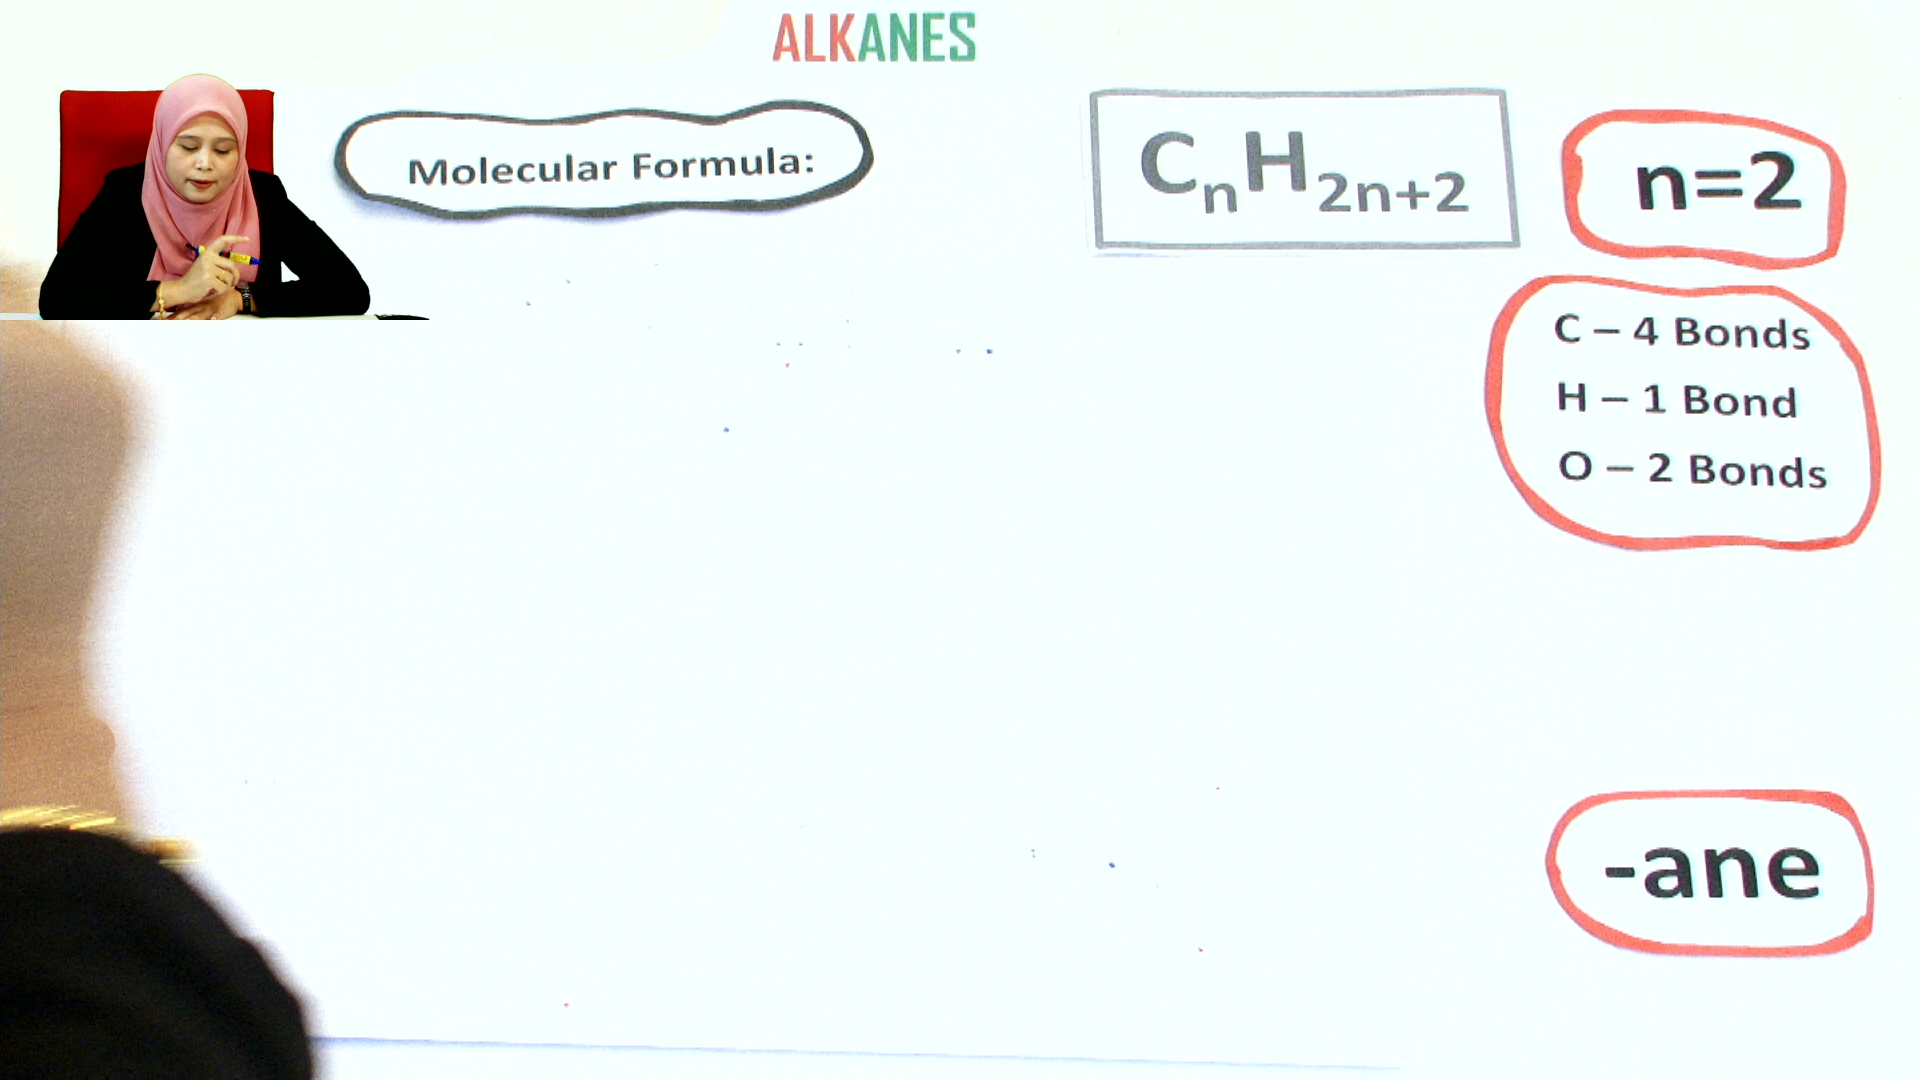 ALKANES
Molecular Formula:
CₙH₂ₙ₊₂
n=2
C – 4 Bonds
H – 1 Bond
O – 2 Bonds
-ane